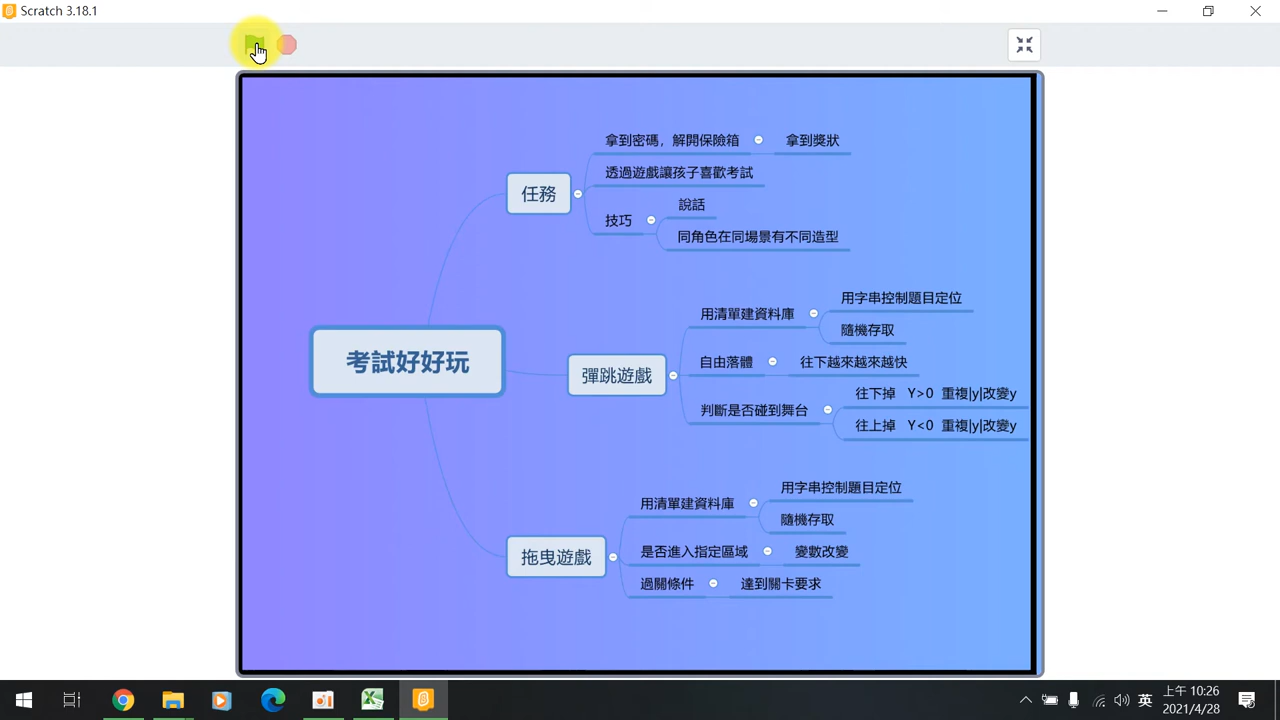 Scratch 3.18.1
拿到密碼，解開保險箱
拿到獎狀
透過遊戲讓孩子喜歡考試
任務
說話
技巧
同角色在同場景有不同造型
用字串控制題目定位
用清單建資料庫
隨機存取
考試好好玩
彈跳遊戲
自由落體
往下越來越來越快
往下掉 Y>0 重複|y|改變y
判斷是否碰到舞台
往上掉 Y<0 重複|y|改變y
用字串控制題目定位
用清單建資料庫
隨機存取
拖曳遊戲
是否進入指定區域
變數改變
過關條件
達到關卡要求
英
上午 10:26
2021/4/28